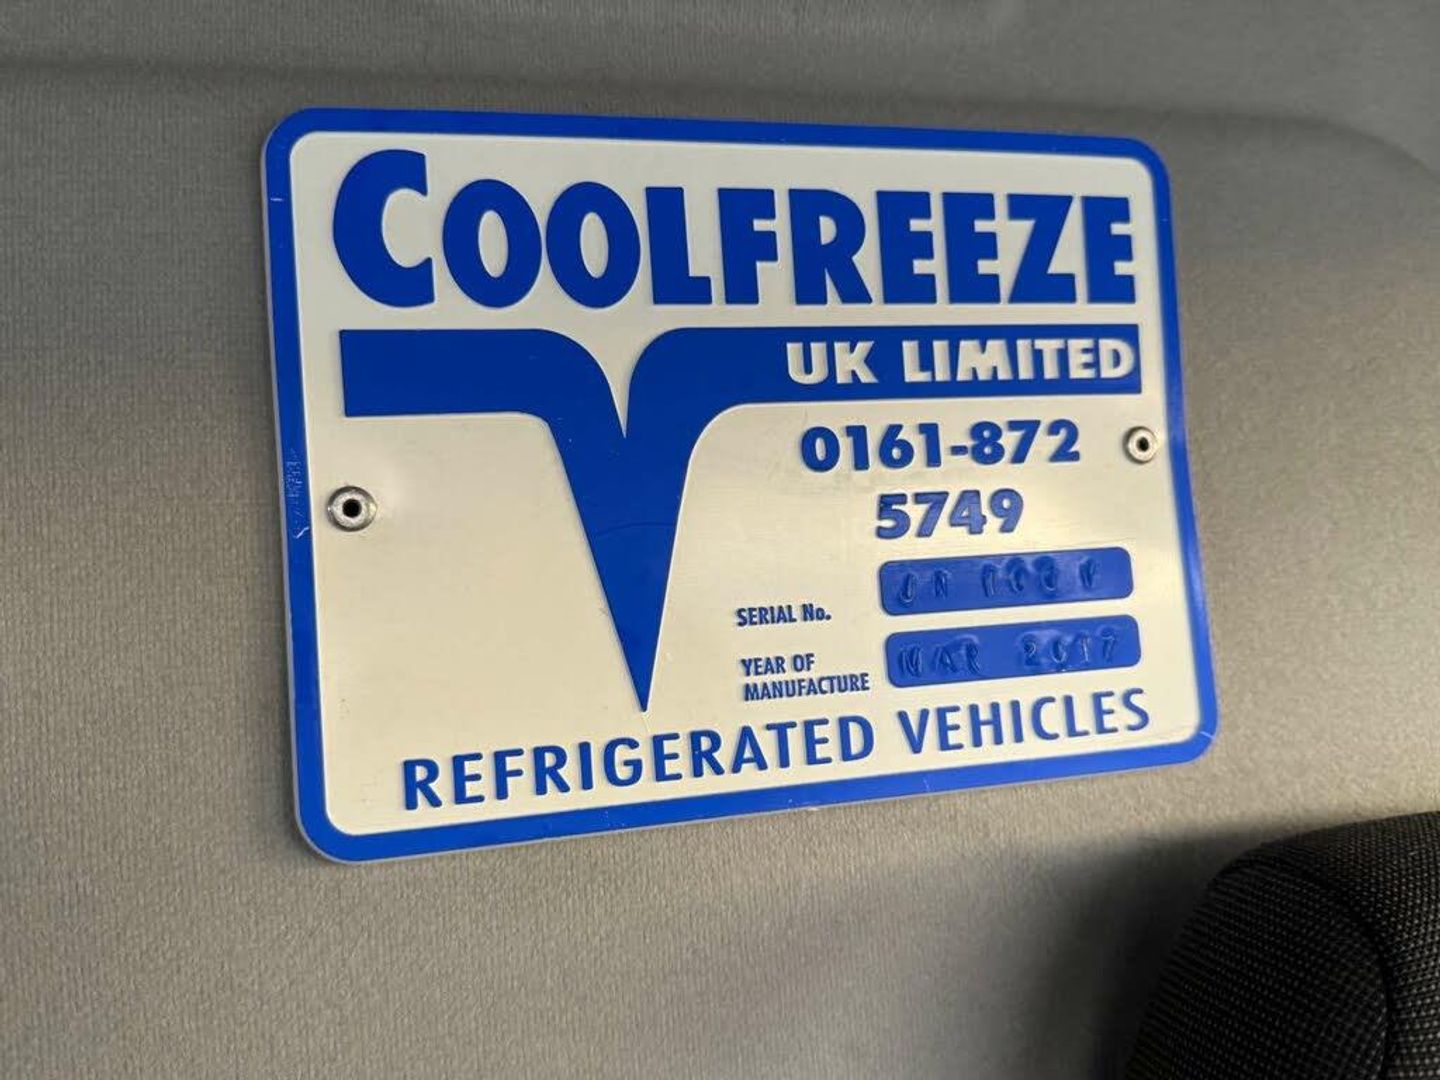 COOLFREEZE
UK LIMITED
0161-872
5749
SERIAL No.
YEAR OF
MANUFACTURE
MAR 2017
REFRIGERATED VEHICLES